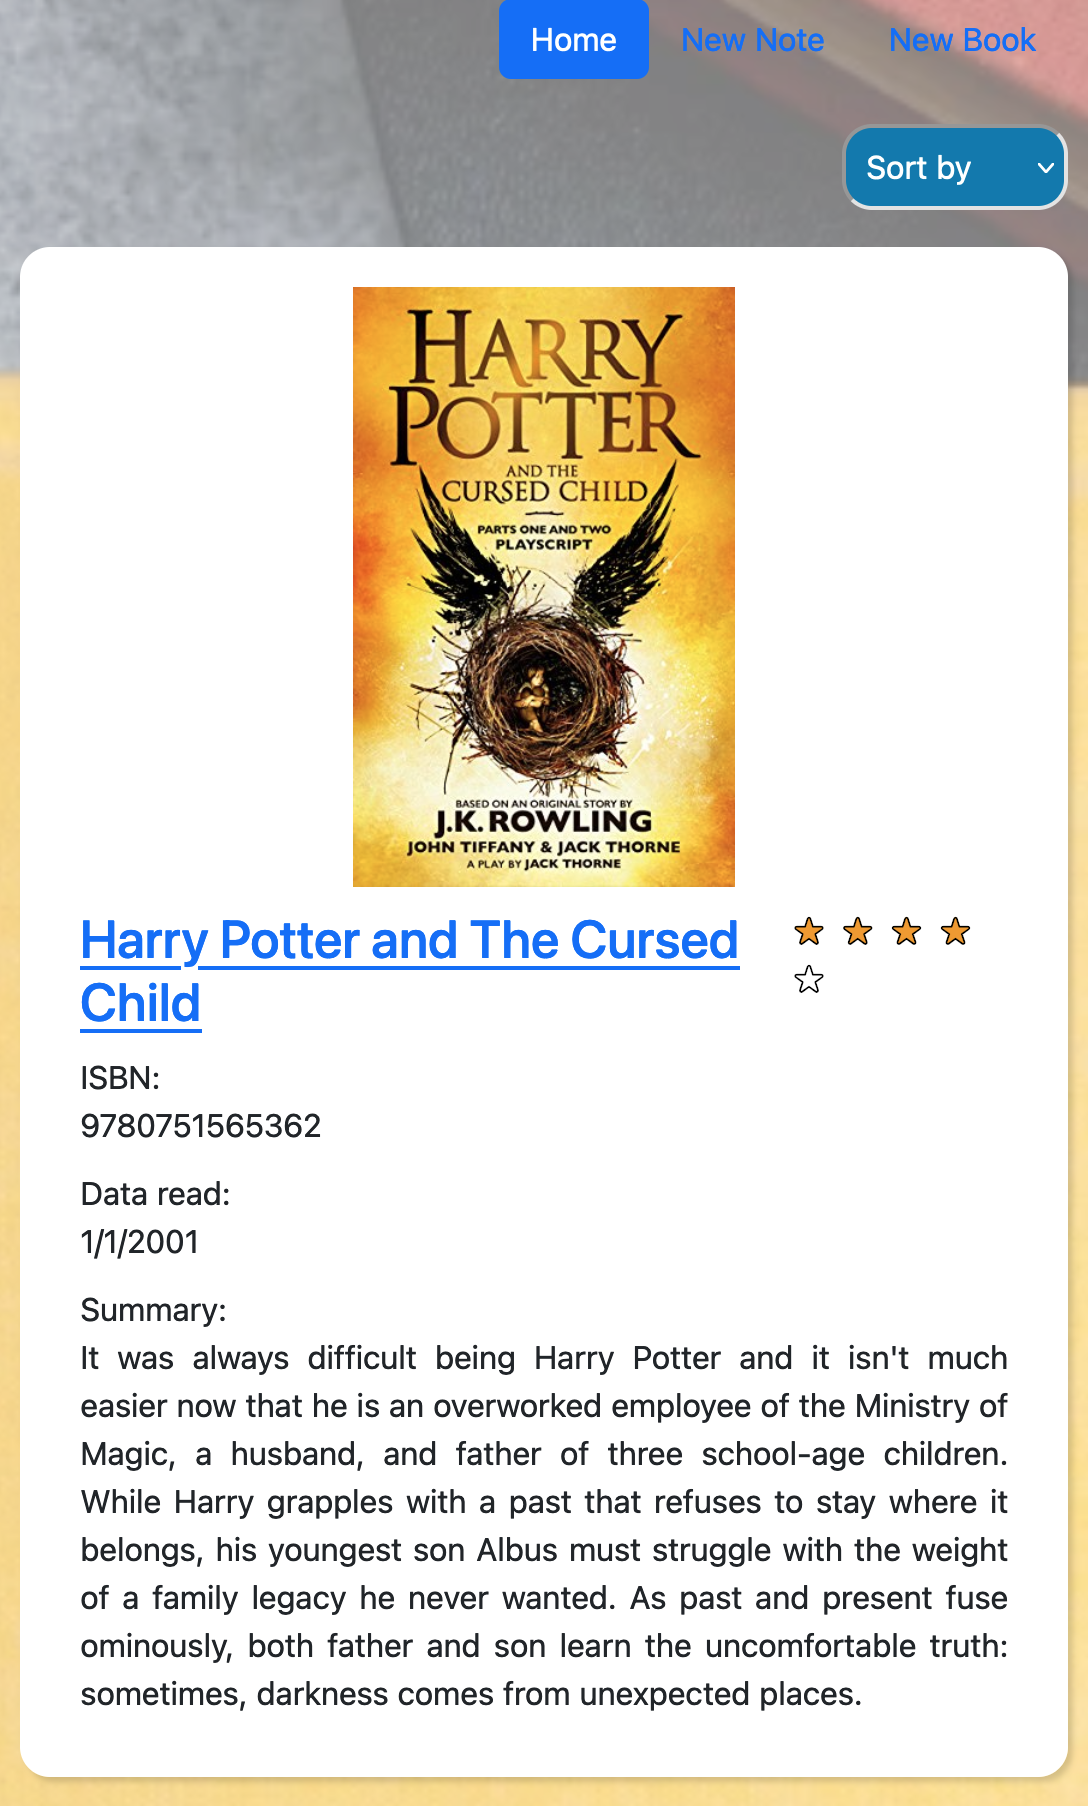 Home
New Note
New Book
Sort by
HARRY
POTTER
AND THE
CURSED CHILD
PARTS ONE AND TWO
PLAYSCRIPT
BASED ON AN ORIGINAL STORY BY
J.K. ROWLING
JOHN TIFFANY & JACK THORNE
A PLAY BY JACK THORNE
Harry Potter and The Cursed
Child
ISBN:
9780751565362
Data read:
1/1/2001
Summary:
It was always difficult being Harry Potter and it isn't much
easier now that he is an overworked employee of the Ministry of
Magic, a husband, and father of three school-age children.
While Harry grapples with a past that refuses to stay where it
belongs, his youngest son Albus must struggle with the weight
of a family legacy he never wanted. As past and present fuse
ominously, both father and son learn the uncomfortable truth:
sometimes, darkness comes from unexpected places.